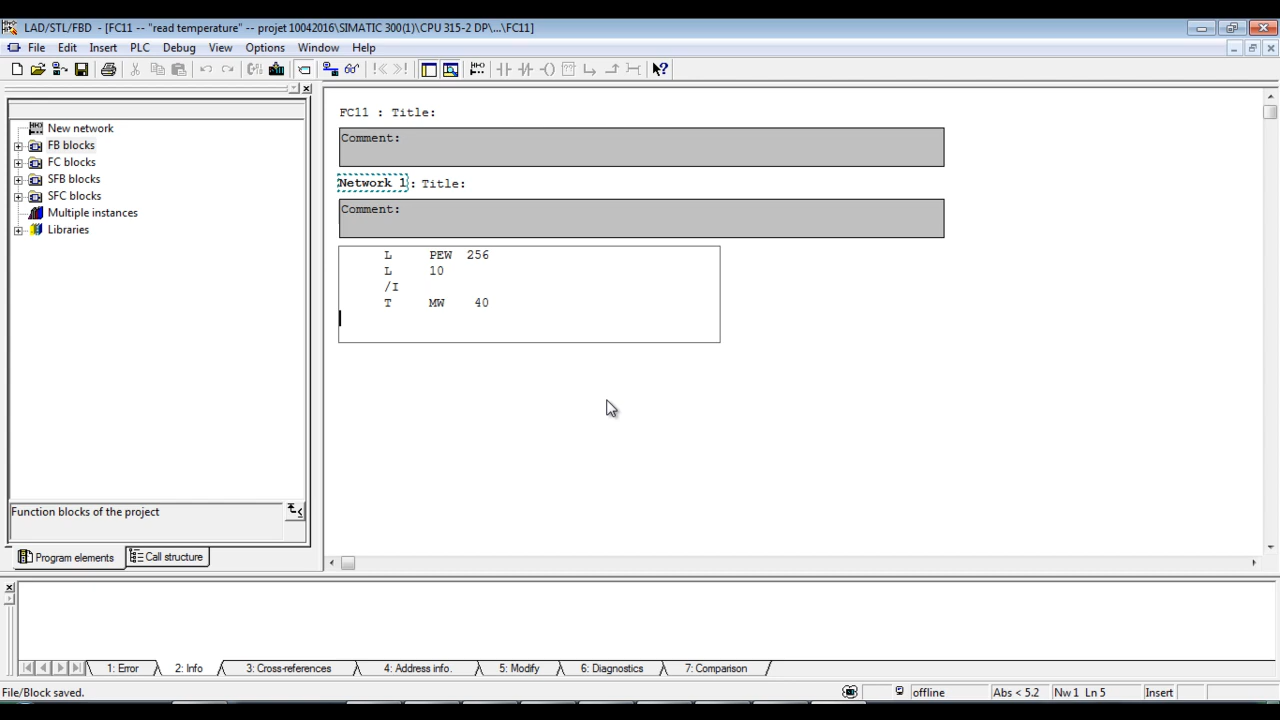 LAD/STL/FBD - [FC11 -- "read temperature" -- projet 10042016\SIMATIC 300(1)\CPU 315-2 DP\...\FC11]
File Edit Insert PLC Debug View Options Window Help
New network
FB blocks
FC blocks
SFB blocks
SFC blocks
Multiple instances
Libraries
Function blocks of the project
Program elements Call structure
FC11 : Title:
Comment:
Network 1 : Title:
Comment:
L PEW 256
L 10
/I
T MW 40
1: Error 2: Info 3: Cross-references 4: Address info. 5: Modify 6: Diagnostics 7: Comparison
File/Block saved. offline Abs < 5.2 Nw 1 Ln 5 Insert